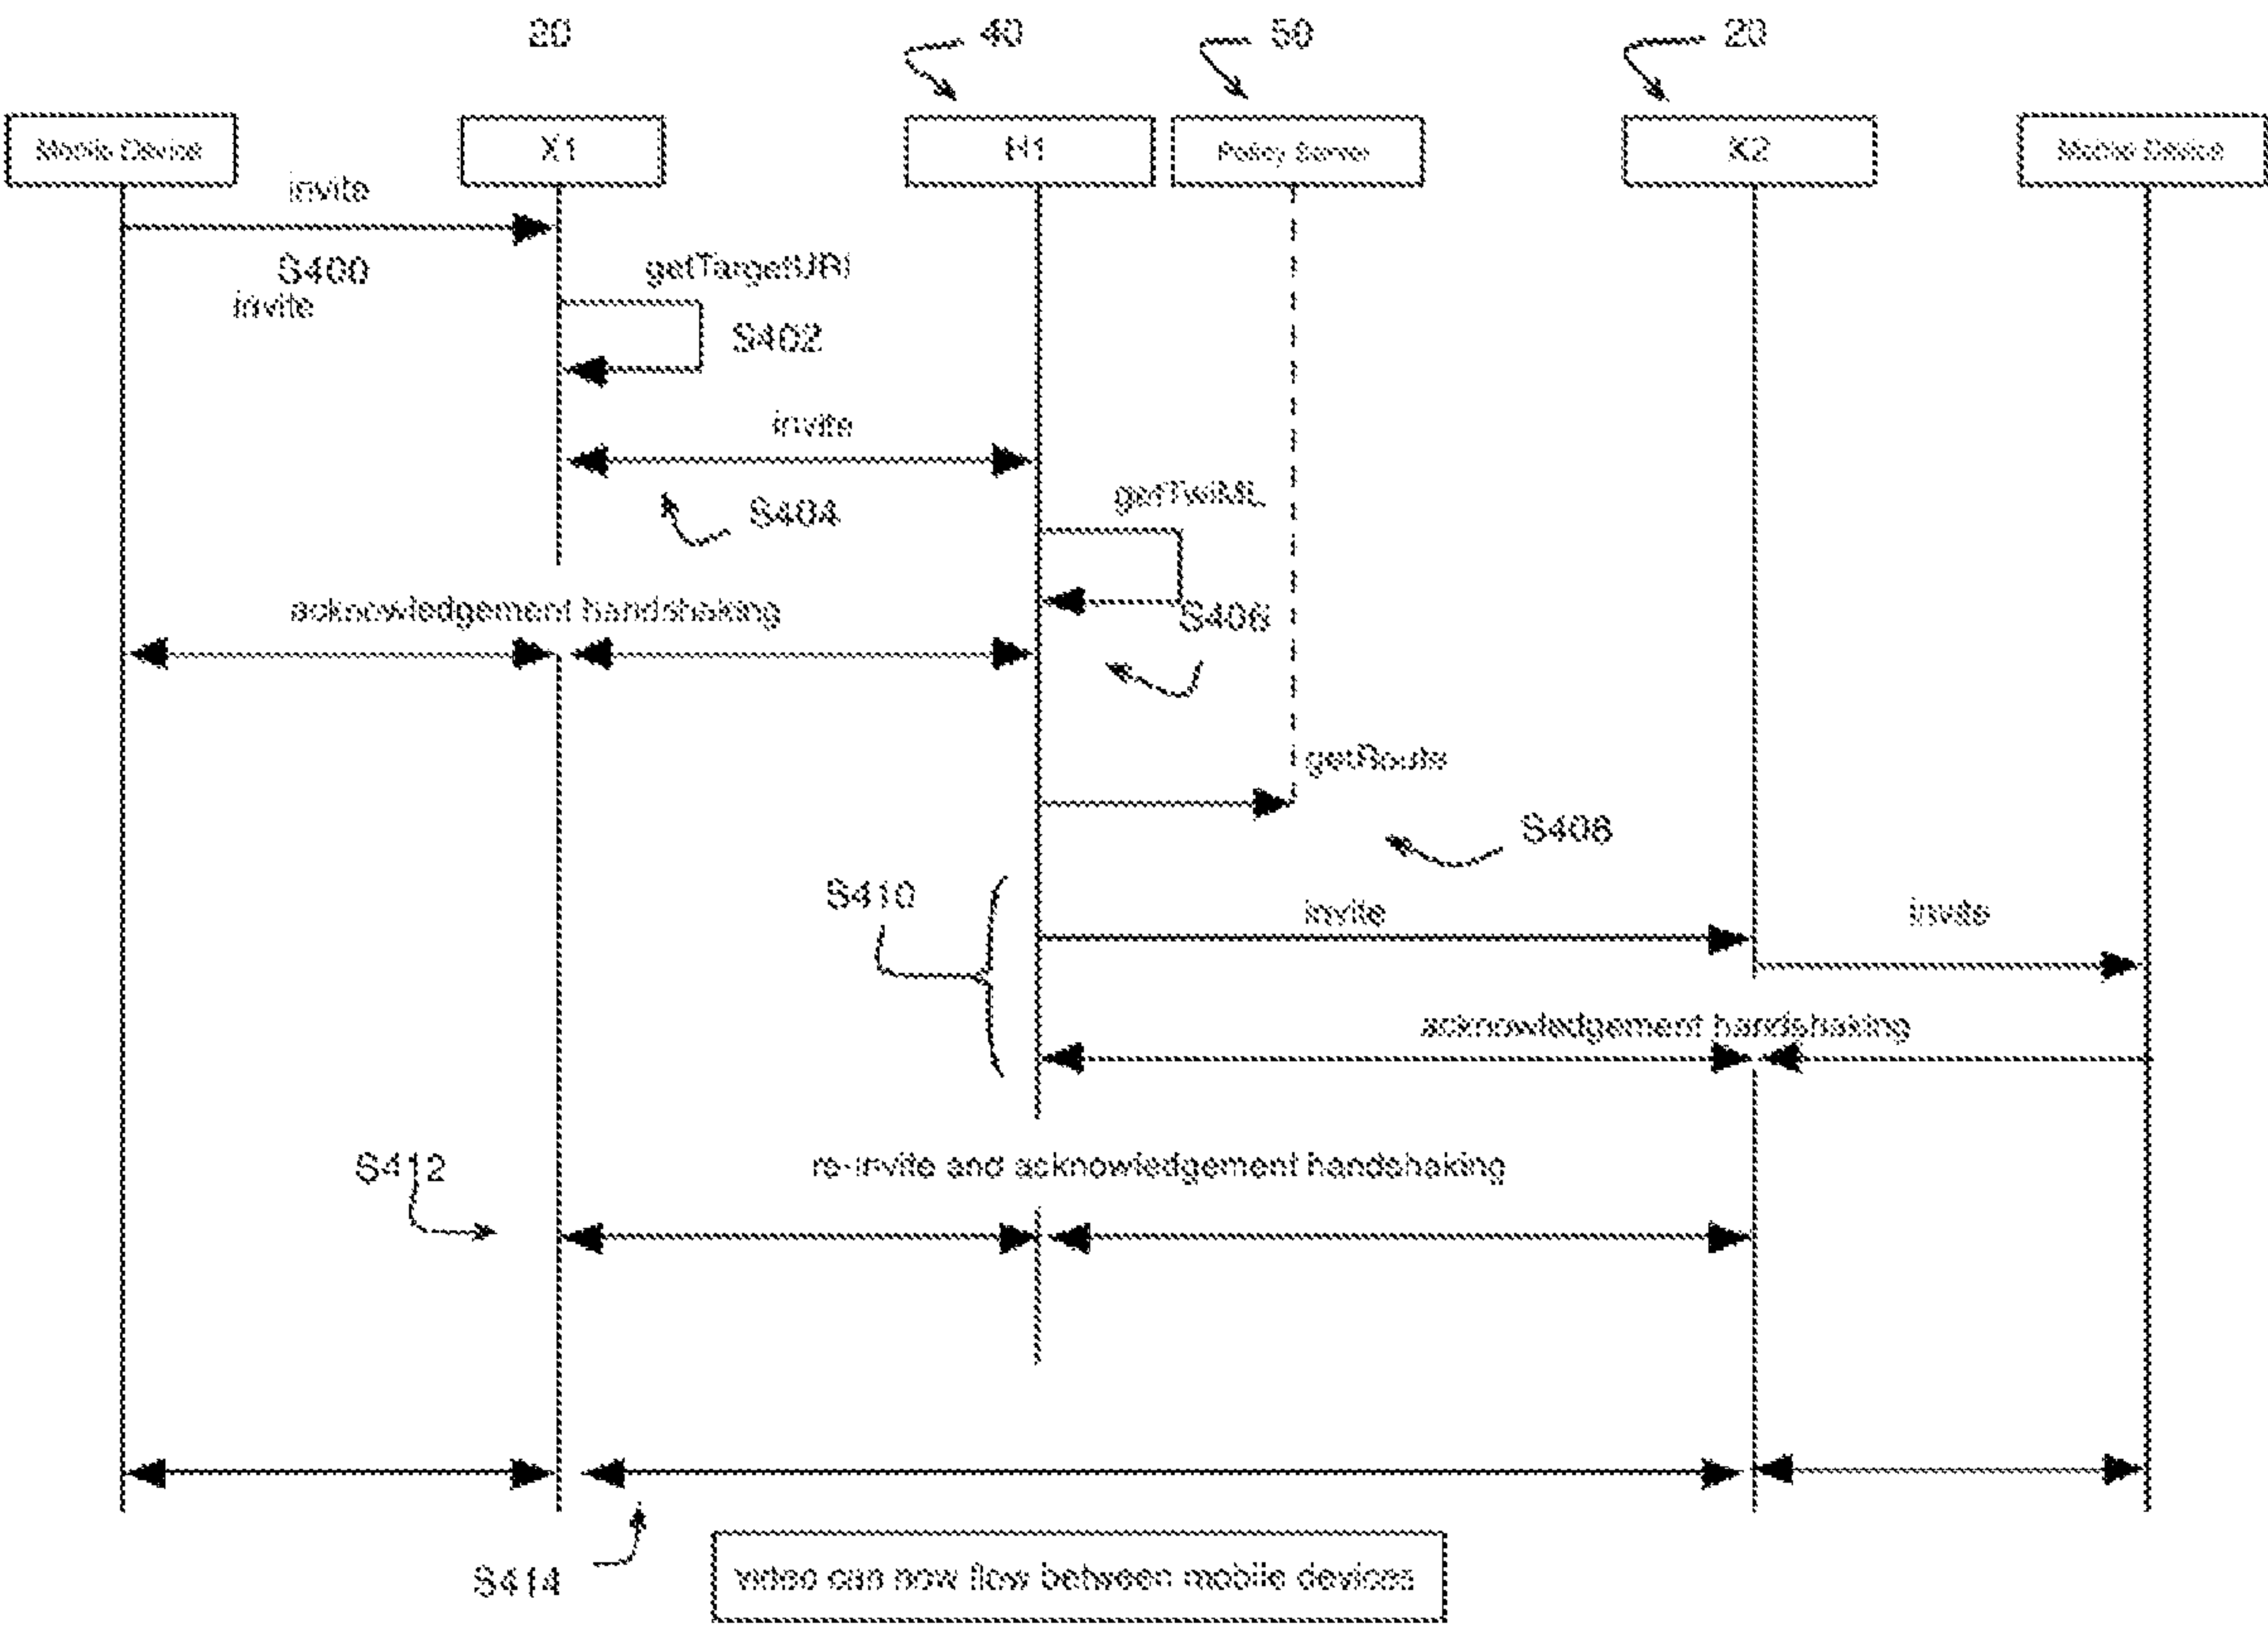 20
40
50
20
Mobile Device
X1
H1
Policy Server
X2
Mobile Device
invite
S400
invite
getTargetURI
S402
invite
S404
getTwiML
S406
acknowledgement handshaking
getRoute
S408
S410
invite
invite
acknowledgement handshaking
S412
re-invite and acknowledgement handshaking
S414
video can now flow between mobile devices